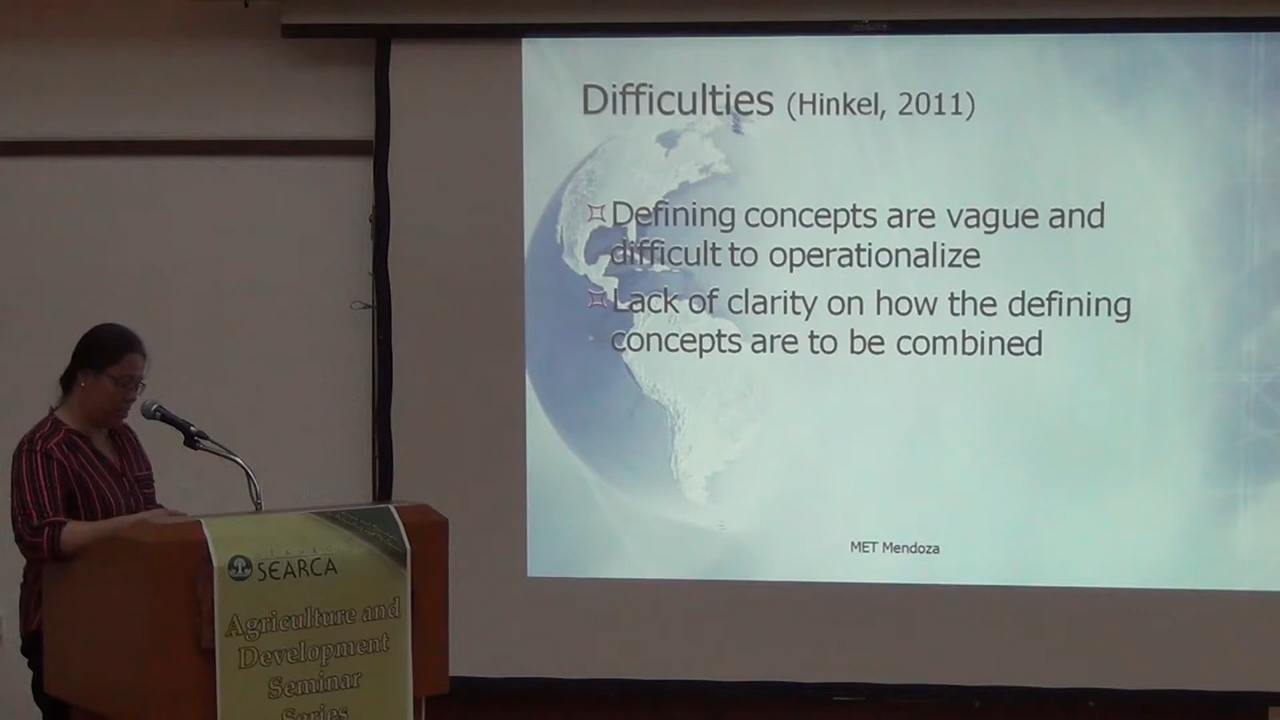 Difficulties (Hinkel, 2011)
Defining concepts are vague and
difficult to operationalize
Lack of clarity on how the defining
concepts are to be combined
MET Mendoza
SEARCA
Agriculture and
Development
Seminar
Series